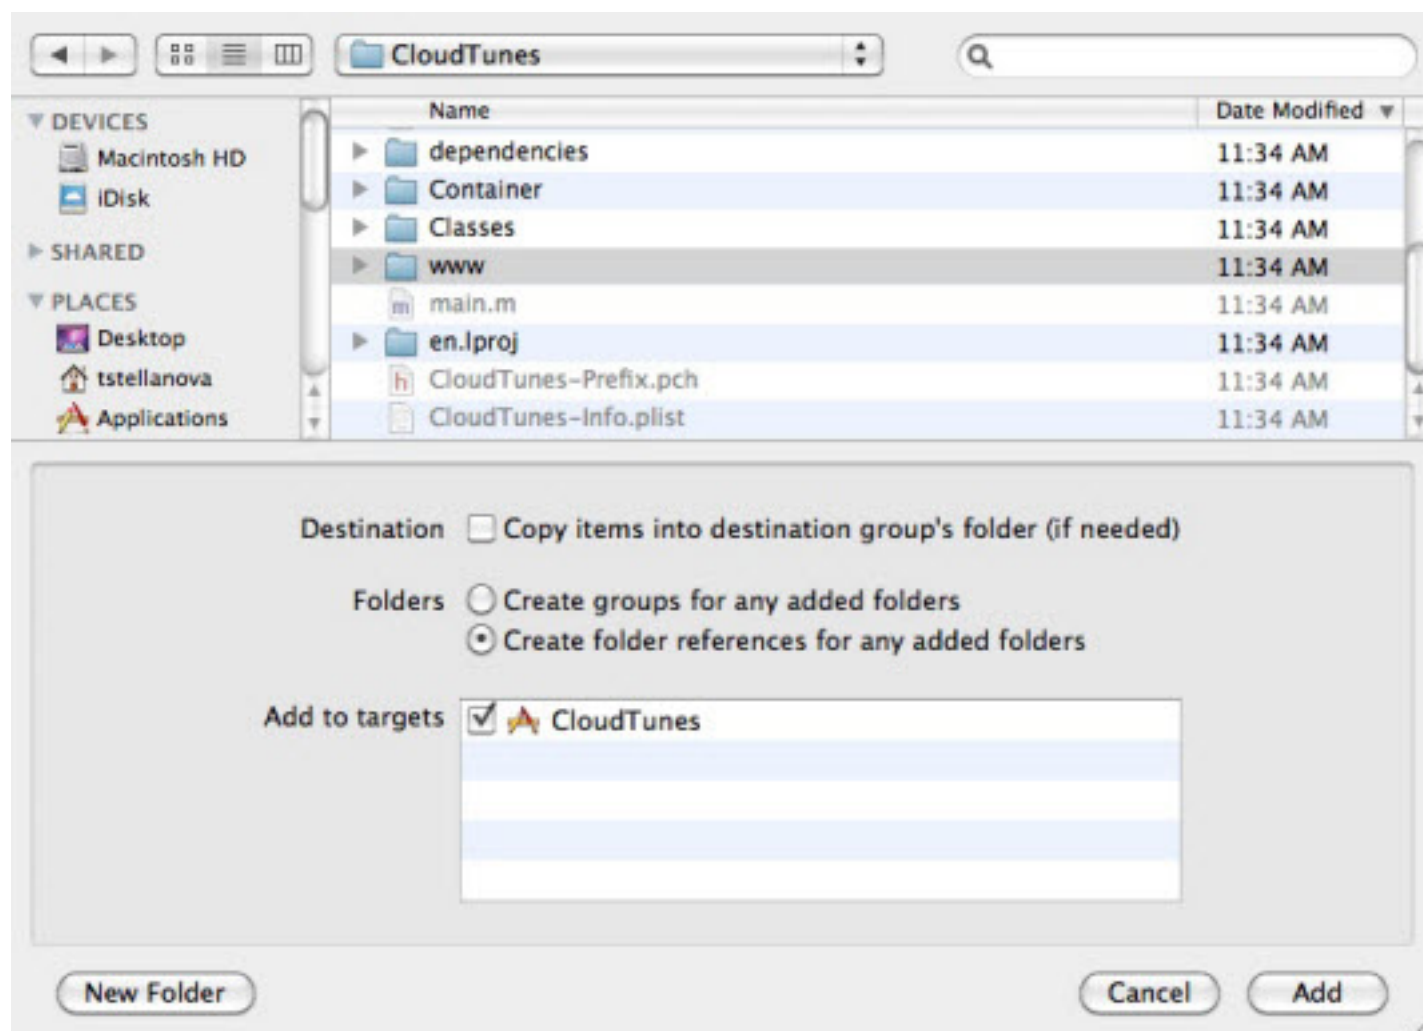 CloudTunes
DEVICES
Macintosh HD
iDisk
SHARED
PLACES
Desktop
tstellanova
Applications
Name Date Modified
dependencies 11:34 AM
Container 11:34 AM
Classes 11:34 AM
www 11:34 AM
main.m 11:34 AM
en.lproj 11:34 AM
CloudTunes-Prefix.pch 11:34 AM
CloudTunes-Info.plist 11:34 AM
Destination Copy items into destination group's folder (if needed)
Folders Create groups for any added folders
Create folder references for any added folders
Add to targets CloudTunes
New Folder Cancel Add